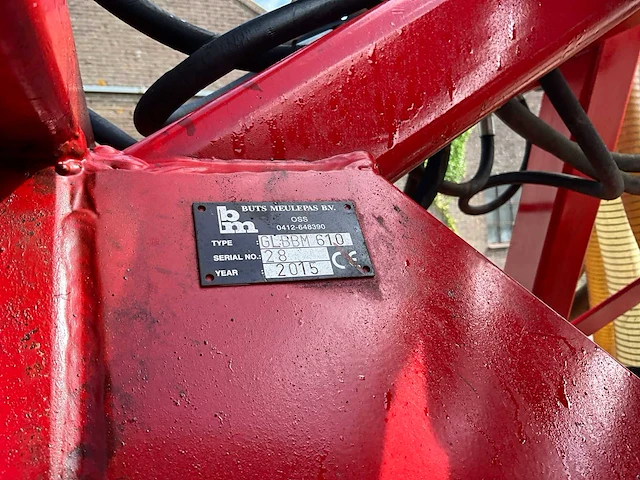 bm
BUTS MEULEPAS B.V.
OSS
0412-648390
TYPE : GLBBM 610
SERIAL NO.: 28
YEAR : 2015
CE